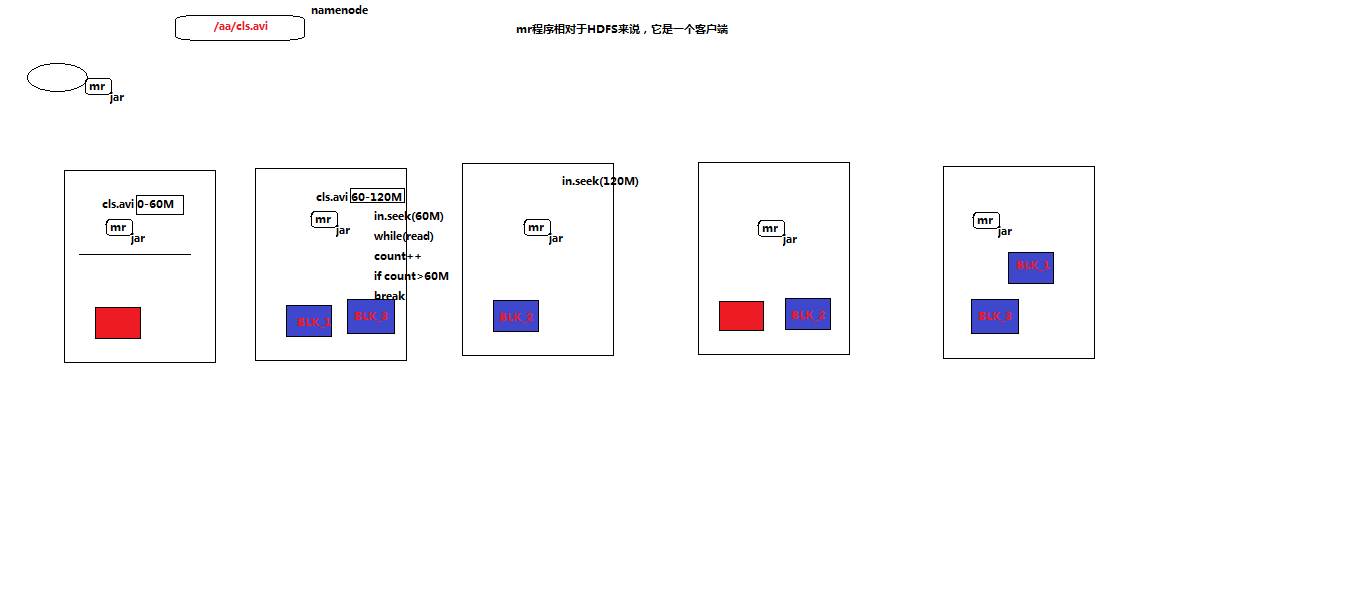 namenode
/aa/cls.avi
mr程序相对于HDFS来说，它是一个客户端
mr
jar
cls.avi 0-60M
mr
jar
cls.avi 60-120M
mr
jar
in.seek(60M)
while(read)
count++
if count>60M
break
BLK_1
BLK_3
in.seek(120M)
mr
jar
BLK_2
mr
jar
BLK_2
mr
jar
BLK_1
BLK_3